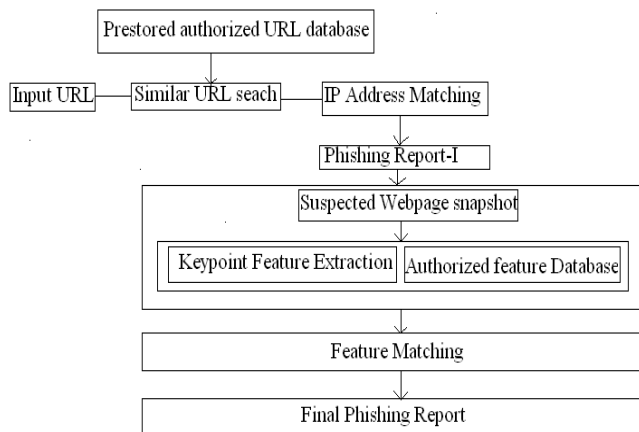 Prestored authorized URL database
Input URL
Similar URL seach
IP Address Matching
Phishing Report-I
Suspected Webpage snapshot
Keypoint Feature Extraction
Authorized feature Database
Feature Matching
Final Phishing Report